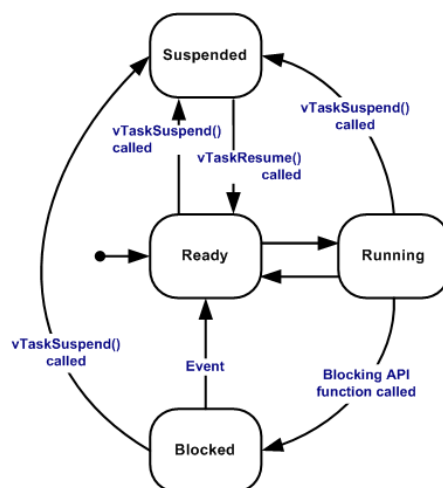 Suspended
vTaskSuspend()
called
vTaskSuspend()
called
vTaskResume()
called
Ready
Running
vTaskSuspend()
called
Event
Blocking API
function called
Blocked